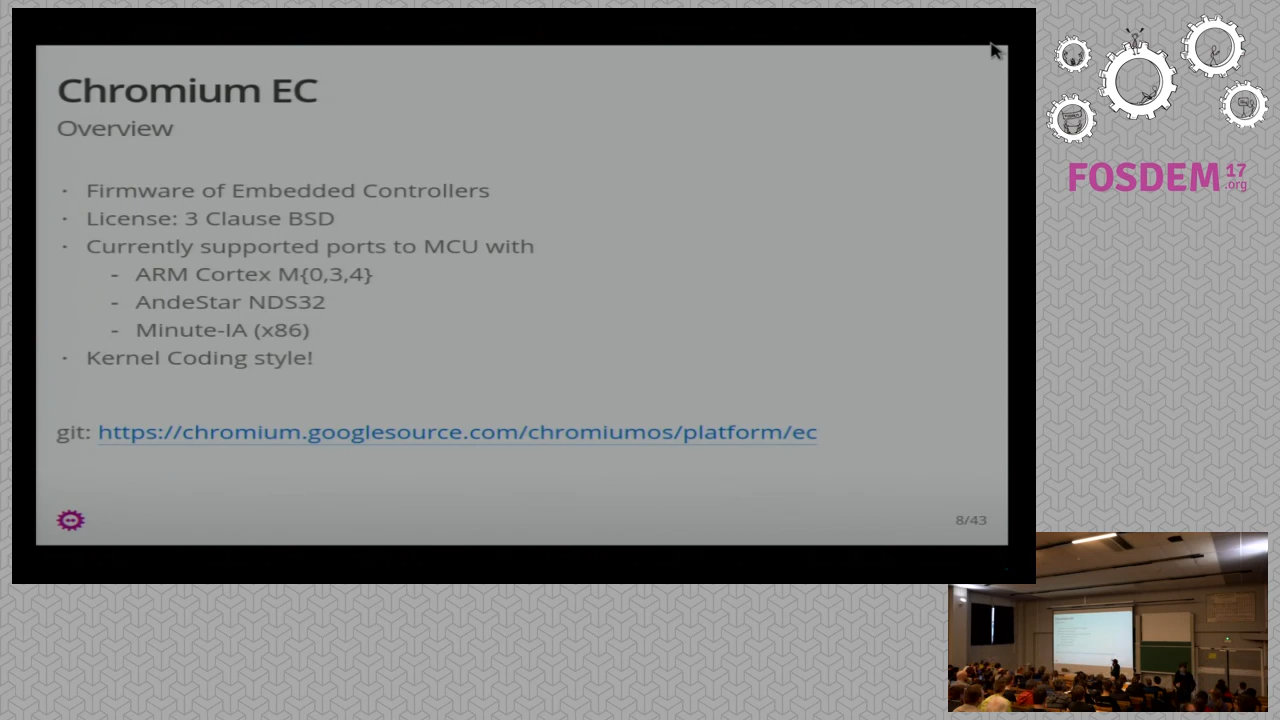 Chromium EC
Overview
· Firmware of Embedded Controllers
· License: 3 Clause BSD
· Currently supported ports to MCU with
- ARM Cortex M{0,3,4}
- AndeStar NDS32
- Minute-IA (x86)
· Kernel Coding style!
git: https://chromium.googlesource.com/chromiumos/platform/ec
8/43
FOSDEM 17
.org